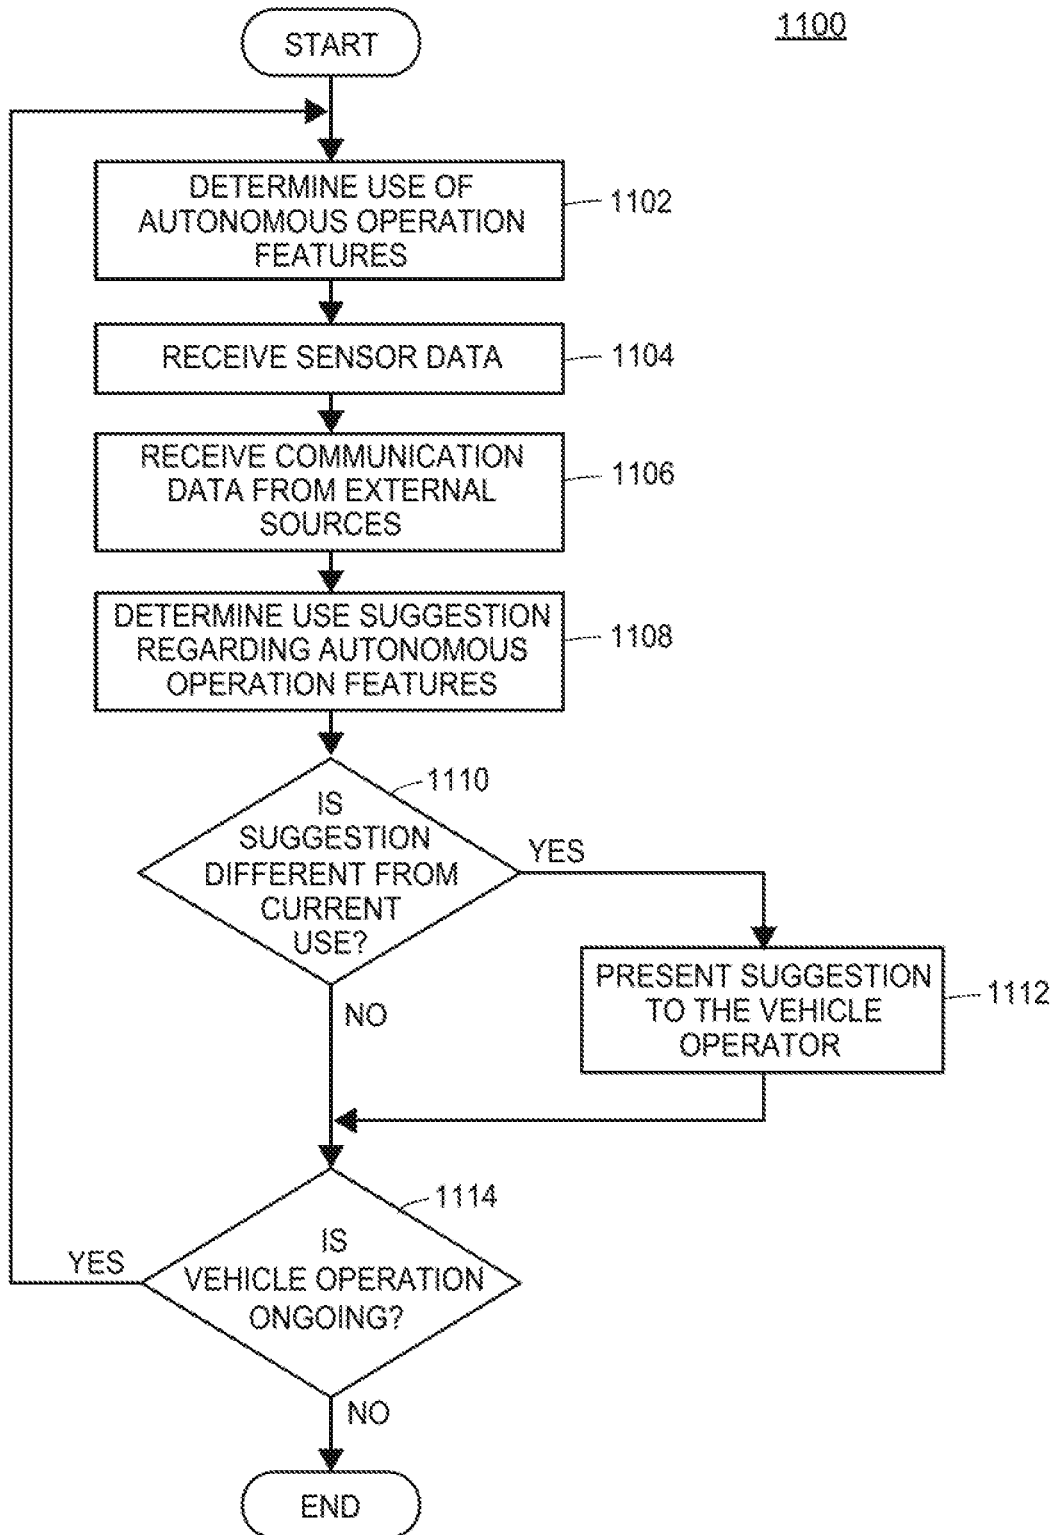 1100
START
DETERMINE USE OF
AUTONOMOUS OPERATION
FEATURES
1102
RECEIVE SENSOR DATA
1104
RECEIVE COMMUNICATION
DATA FROM EXTERNAL
SOURCES
1106
DETERMINE USE SUGGESTION
REGARDING AUTONOMOUS
OPERATION FEATURES
1108
1110
IS
SUGGESTION
DIFFERENT FROM
CURRENT
USE?
YES
NO
PRESENT SUGGESTION
TO THE VEHICLE
OPERATOR
1112
1114
IS
VEHICLE OPERATION
ONGOING?
YES
NO
END